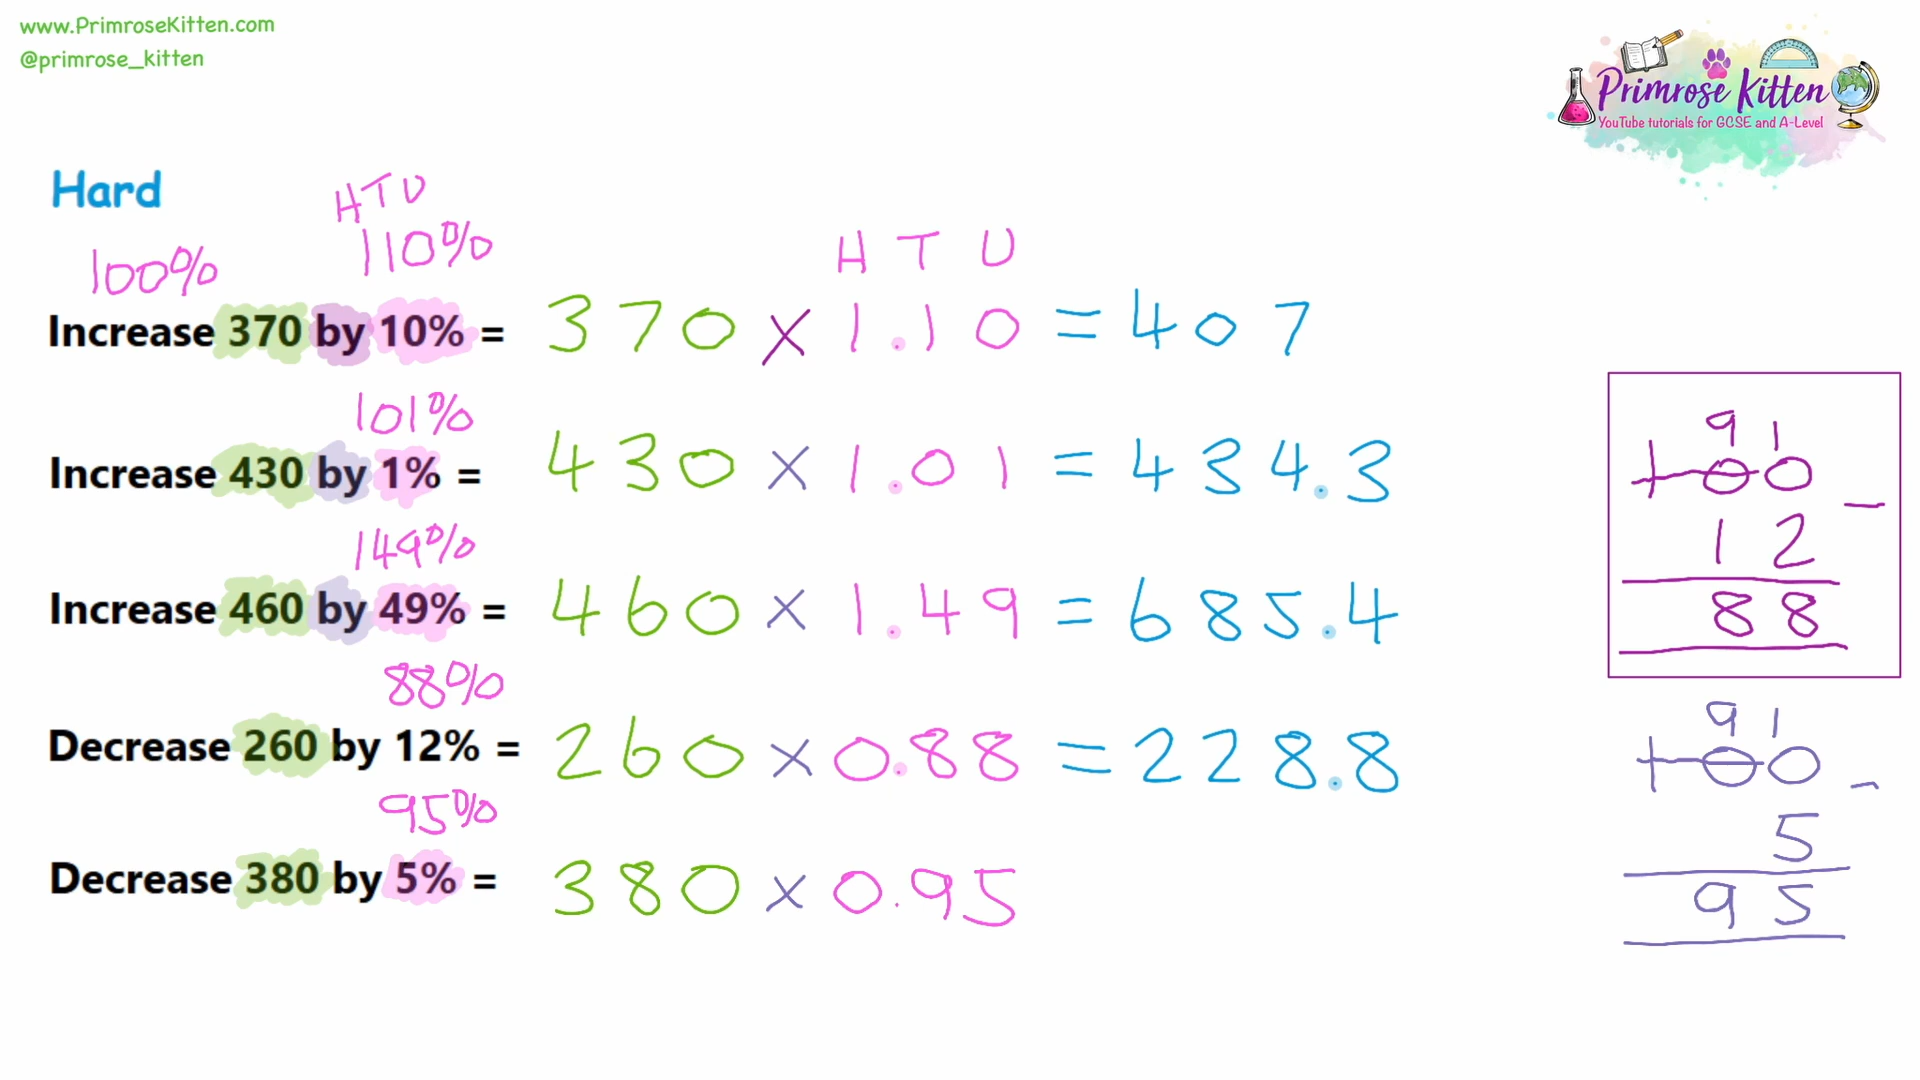 www.PrimroseKitten.com
@primrose_kitten
Primrose Kitten
YouTube tutorials for GCSE and A-Level
Hard
HTU
100% 110% H T U
Increase 370 by 10% = 370 × 1.10 = 407
101%
Increase 430 by 1% = 430 × 1.01 = 434.3
149%
Increase 460 by 49% = 460 × 1.49 = 685.4
88%
Decrease 260 by 12% = 260 × 0.88 = 228.8
95%
Decrease 380 by 5% = 380 × 0.95
9 1
100 -
12
88
9 1
100 -
5
95